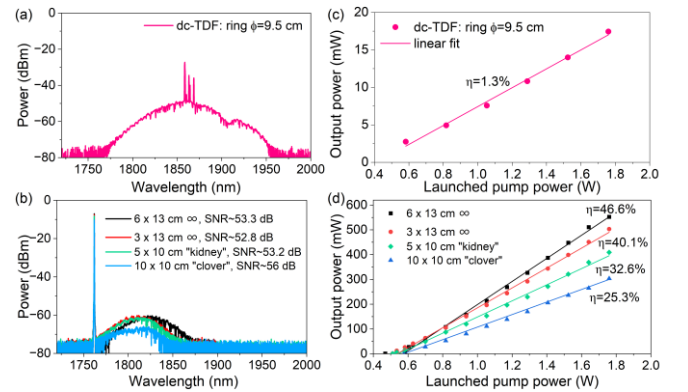 (a)
dc-TDF: ring ϕ=9.5 cm
Power (dBm)
0
-20
-40
-60
-80
1750 1800 1850 1900 1950 2000
Wavelength (nm)
(c)
dc-TDF: ring ϕ=9.5 cm
linear fit
η=1.3%
Output power (mW)
20
15
10
5
0
0.4 0.6 0.8 1.0 1.2 1.4 1.6 1.8 2.0
Launched pump power (W)
(b)
6 x 13 cm ∞, SNR~53.3 dB
3 x 13 cm ∞, SNR~52.8 dB
5 x 10 cm "kidney", SNR~53.2 dB
10 x 10 cm "clover", SNR~56 dB
Power (dBm)
0
-20
-40
-60
-80
1750 1800 1850 1900 1950 2000
Wavelength (nm)
(d)
6 x 13 cm ∞
3 x 13 cm ∞
5 x 10 cm "kidney"
10 x 10 cm "clover"
η=46.6%
η=40.1%
η=32.6%
η=25.3%
Output power (mW)
600
500
400
300
200
100
0
0.4 0.6 0.8 1.0 1.2 1.4 1.6 1.8 2.0
Launched pump power (W)